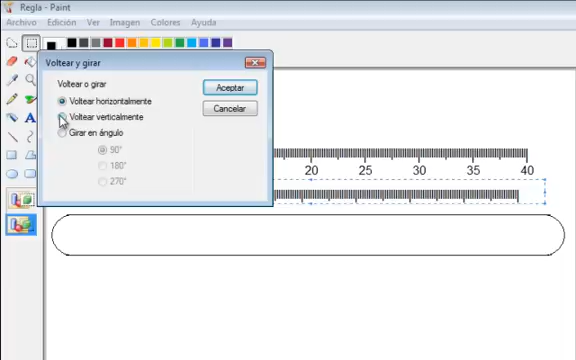 Regla - Paint
Archivo Edición Ver Imagen Colores Ayuda
Voltear y girar
Voltear o girar
Voltear horizontalmente
Voltear verticalmente
Girar en ángulo
90°
180°
270°
Aceptar
Cancelar
A
20 25 30 35 40